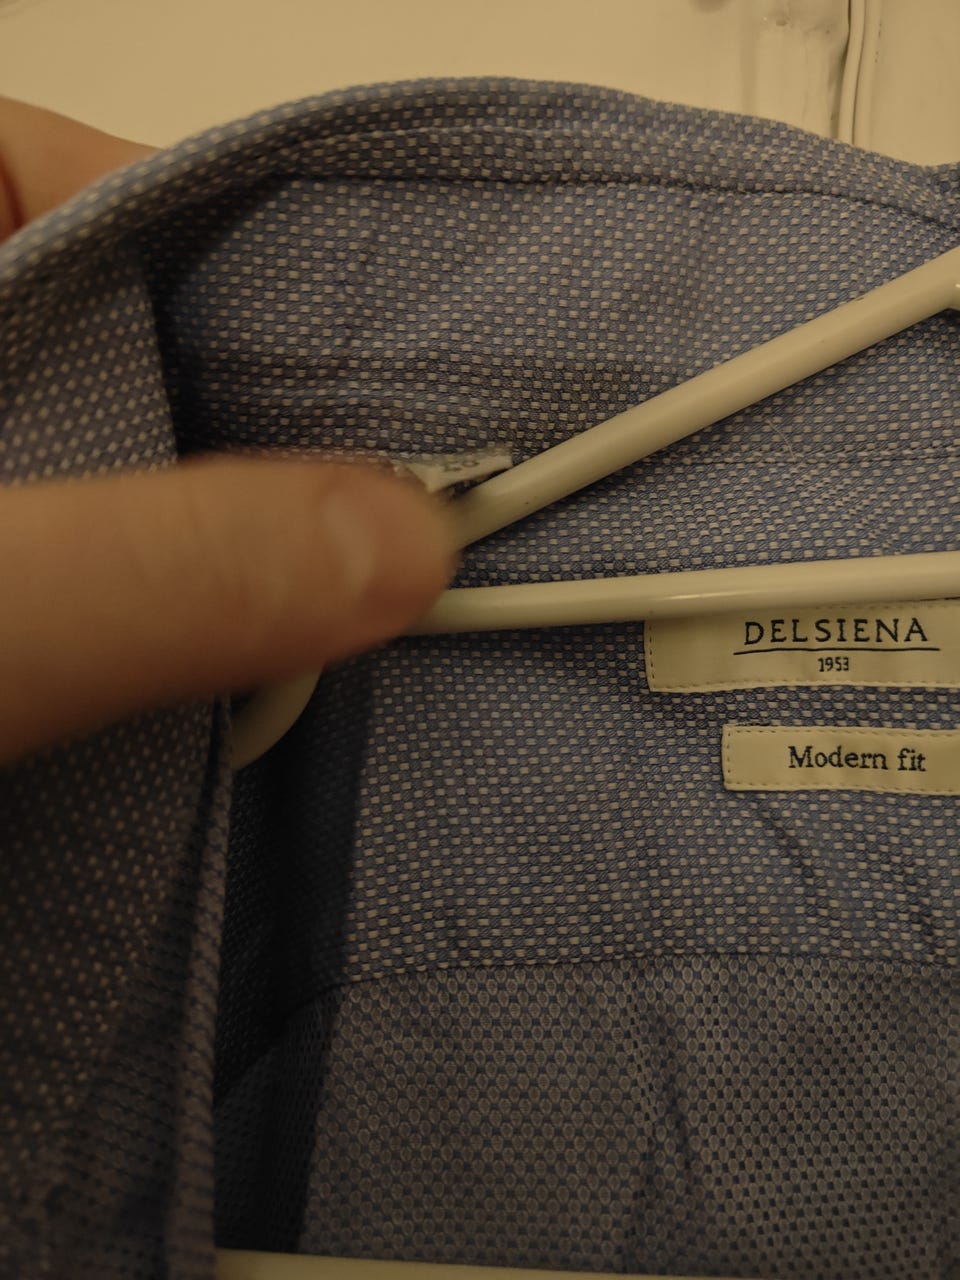 DELSIENA
1953
Modern fit